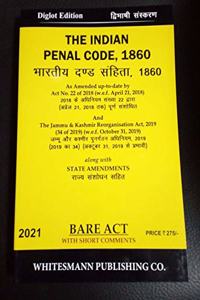 Diglot Edition
द्विभाषी संस्करण
THE INDIAN
PENAL CODE, 1860
भारतीय दण्ड संहिता, 1860
As Amended up-to-date by
Act No. 22 of 2018 (w.e.f. April 21, 2018)
2018 के अधिनियम संख्या 22 द्वारा
(अप्रैल 21, 2018 तक) पूर्ण संशोधित
And
The Jammu & Kashmir Reorganisation Act, 2019
(34 of 2019) (w.e.f. October 31, 2019)
जम्मू और कश्मीर पुनर्गठन अधिनियम, 2019
(2019 का 34) (अक्टूबर 31, 2019 से प्रभावी)
along with
STATE AMENDMENTS
राज्य संशोधन सहित
2021
BARE ACT
PRICE ₹ 275/-
WITH SHORT COMMENTS
WHITESMANN PUBLISHING CO.